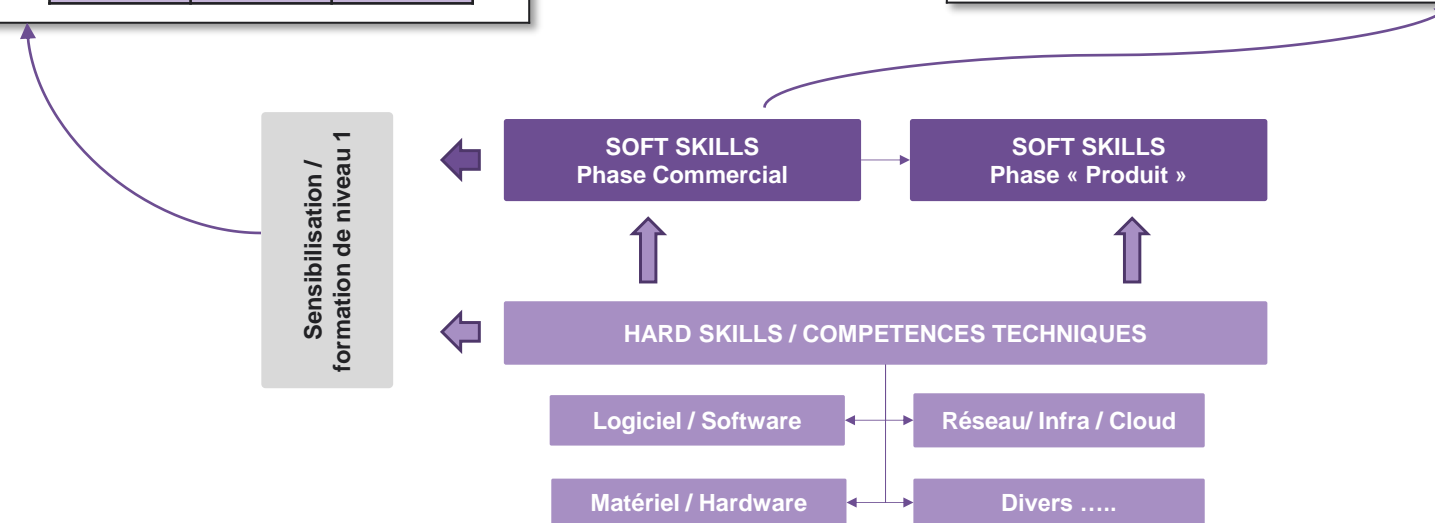 Sensibilisation /
formation de niveau 1
SOFT SKILLS
Phase Commercial
SOFT SKILLS
Phase « Produit »
HARD SKILLS / COMPETENCES TECHNIQUES
Logiciel / Software
Réseau/ Infra / Cloud
Matériel / Hardware
Divers …..